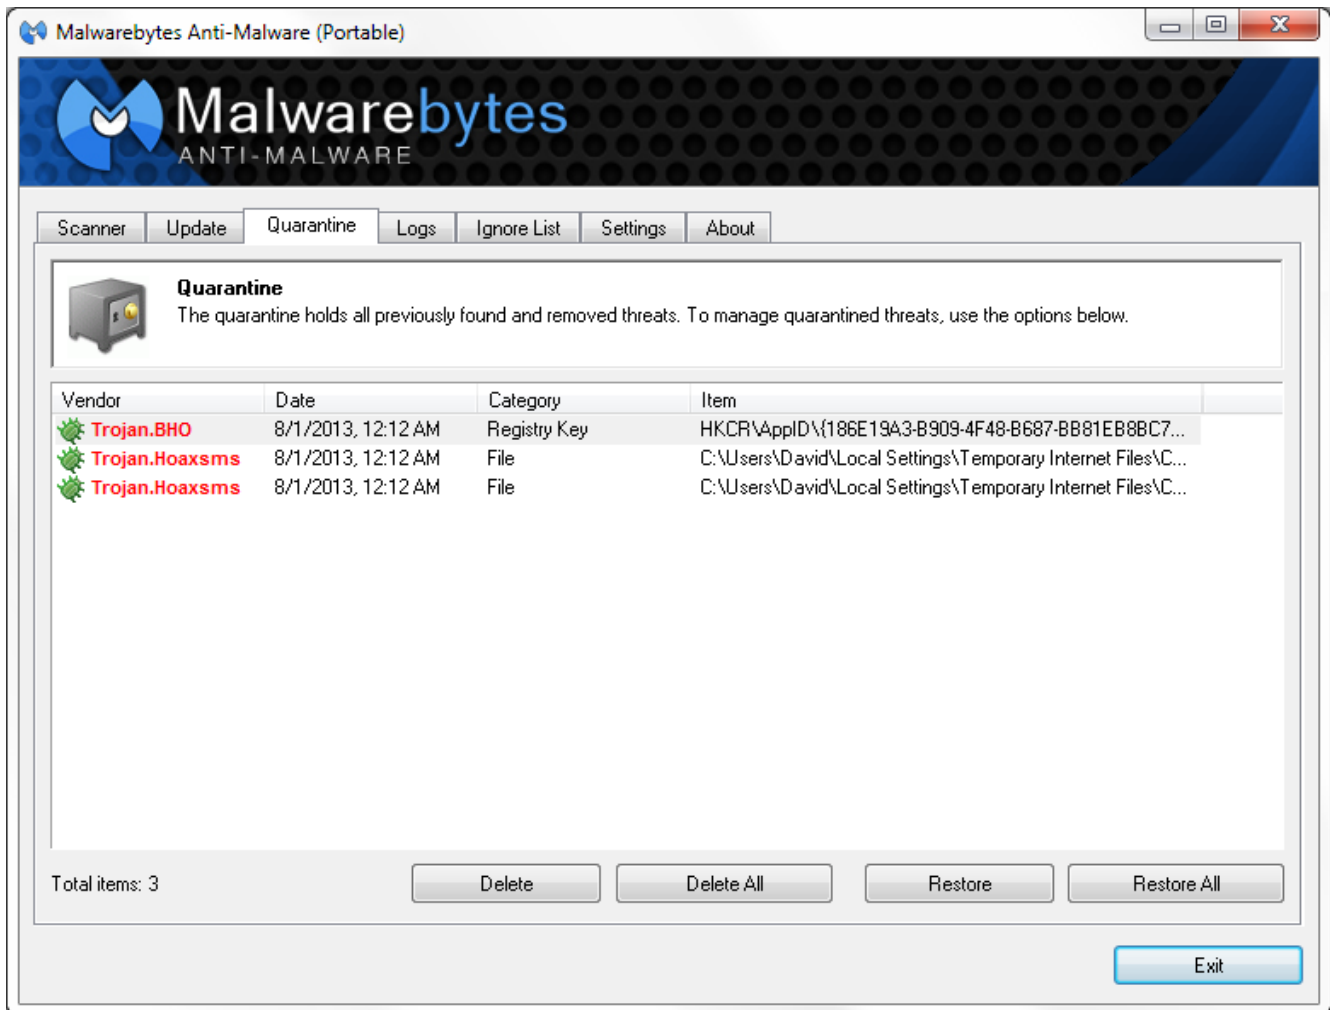 Malwarebytes Anti-Malware (Portable)
Malwarebytes
ANTI-MALWARE
Scanner Update Quarantine Logs Ignore List Settings About
Quarantine
The quarantine holds all previously found and removed threats. To manage quarantined threats, use the options below.
Vendor Date Category Item
Trojan.BHO 8/1/2013, 12:12 AM Registry Key HKCR\AppID\{186E19A3-B909-4F48-B687-BB81EB8BC7...
Trojan.Hoaxsms 8/1/2013, 12:12 AM File C:\Users\David\Local Settings\Temporary Internet Files\C...
Trojan.Hoaxsms 8/1/2013, 12:12 AM File C:\Users\David\Local Settings\Temporary Internet Files\C...
Total items: 3 Delete Delete All Restore Restore All
Exit